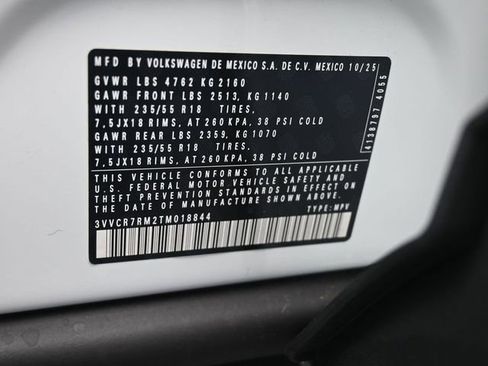 MFD BY VOLKSWAGEN DE MEXICO S.A. DE C.V. MEXICO 10/25
GVWR LBS 4762 KG 2160
GAWR FRONT LBS 2513, KG 1140
WITH 235/55 R18 TIRES,
7,5JX18 RIMS, AT 260KPA, 38 PSI COLD
GAWR REAR LBS 2359, KG 1070
WITH 235/55 R18 TIRES,
7,5JX18 RIMS, AT 260KPA, 38 PSI COLD
THIS VEHICLE CONFORMS TO ALL APPLICABLE
U.S. FEDERAL MOTOR VEHICLE SAFETY AND
THEFT PREVENTION STANDARDS IN EFFECT ON
THE DATE OF MANUFACTURE SHOWN ABOVE.
3VVCR7RM2TM018844
TYPE:MPV
4138797 4055